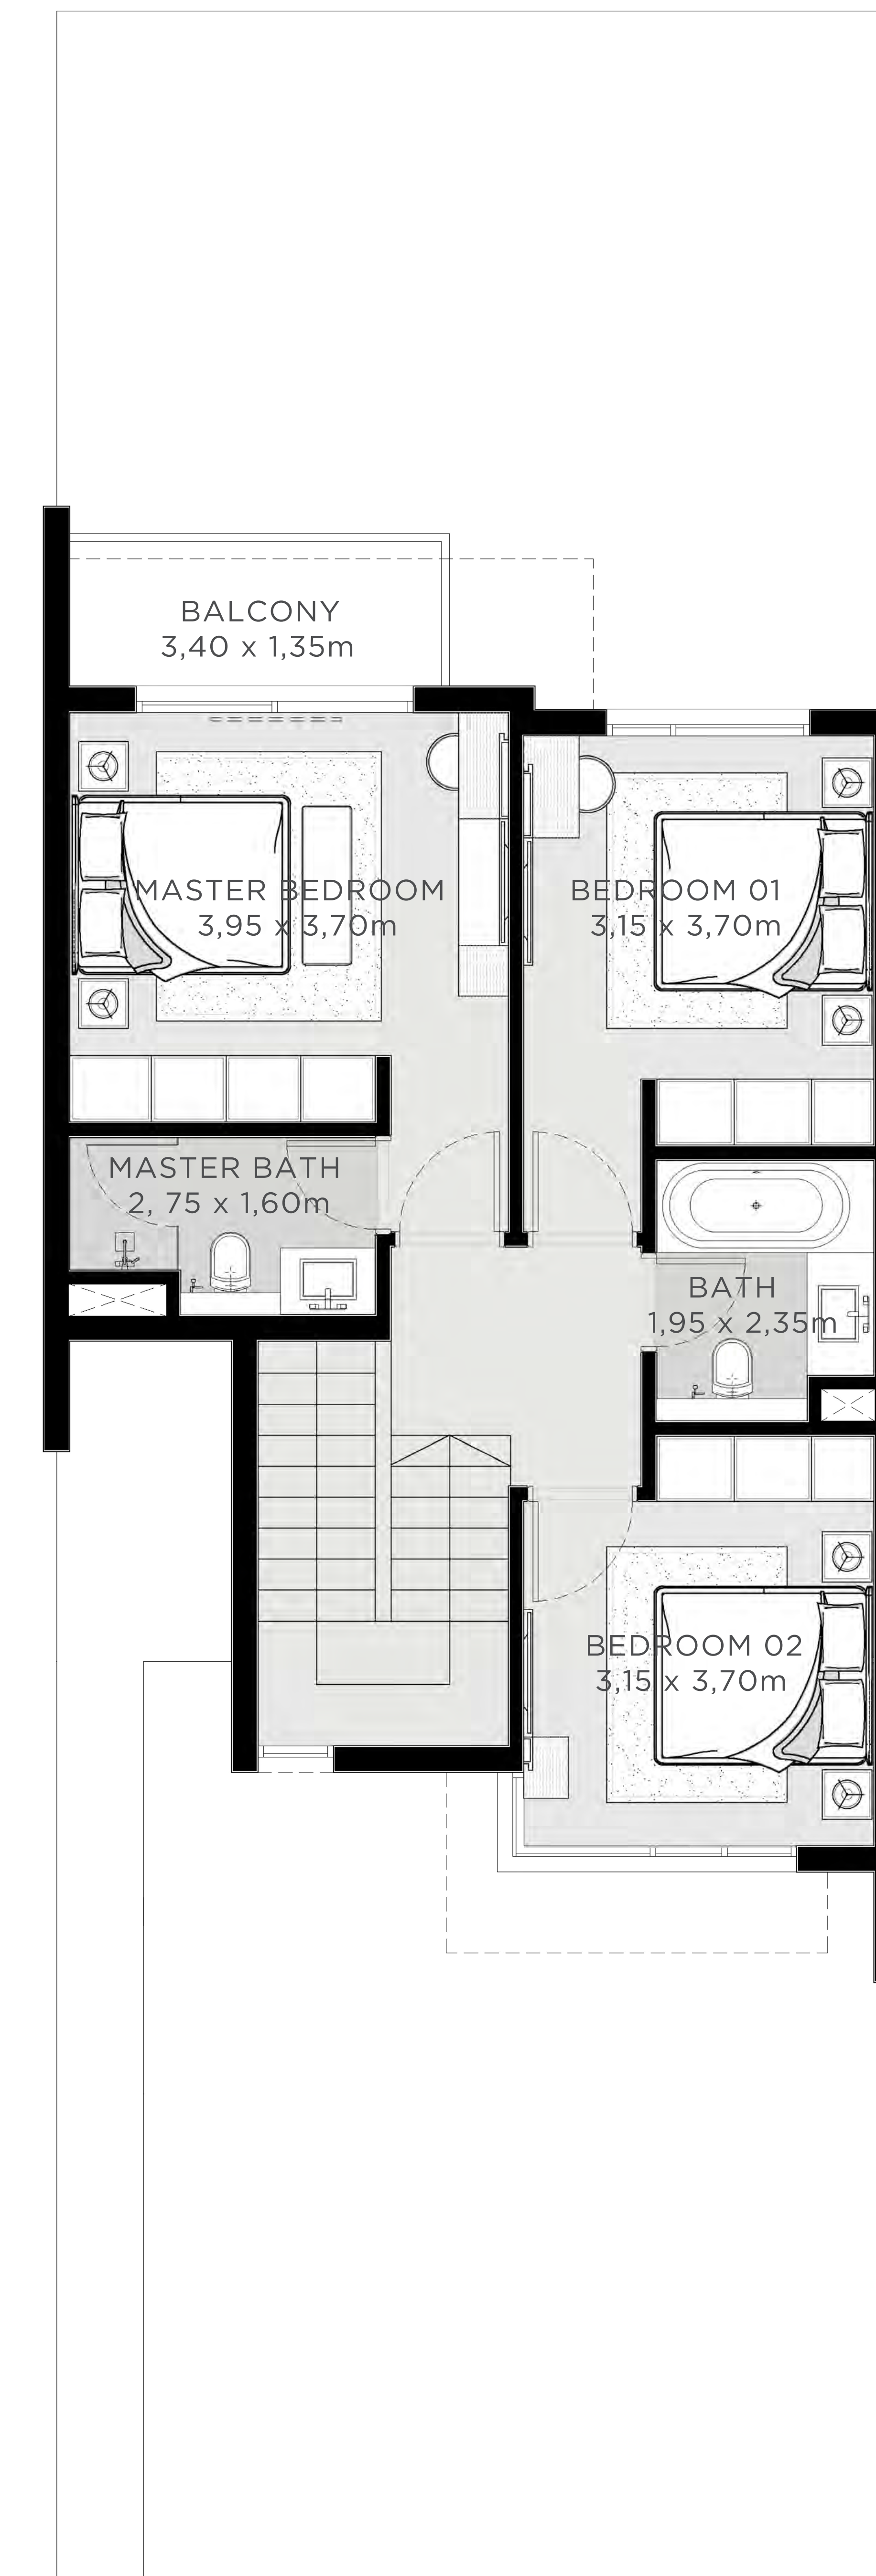 BALCONY
3,40 x 1,35m
MASTER BEDROOM
3,95 x 3,70m
BEDROOM 01
3,15 x 3,70m
MASTER BATH
2, 75 x 1,60m
BATH
1,95 x 2,35m
BEDROOM 02
3,15 x 3,70m